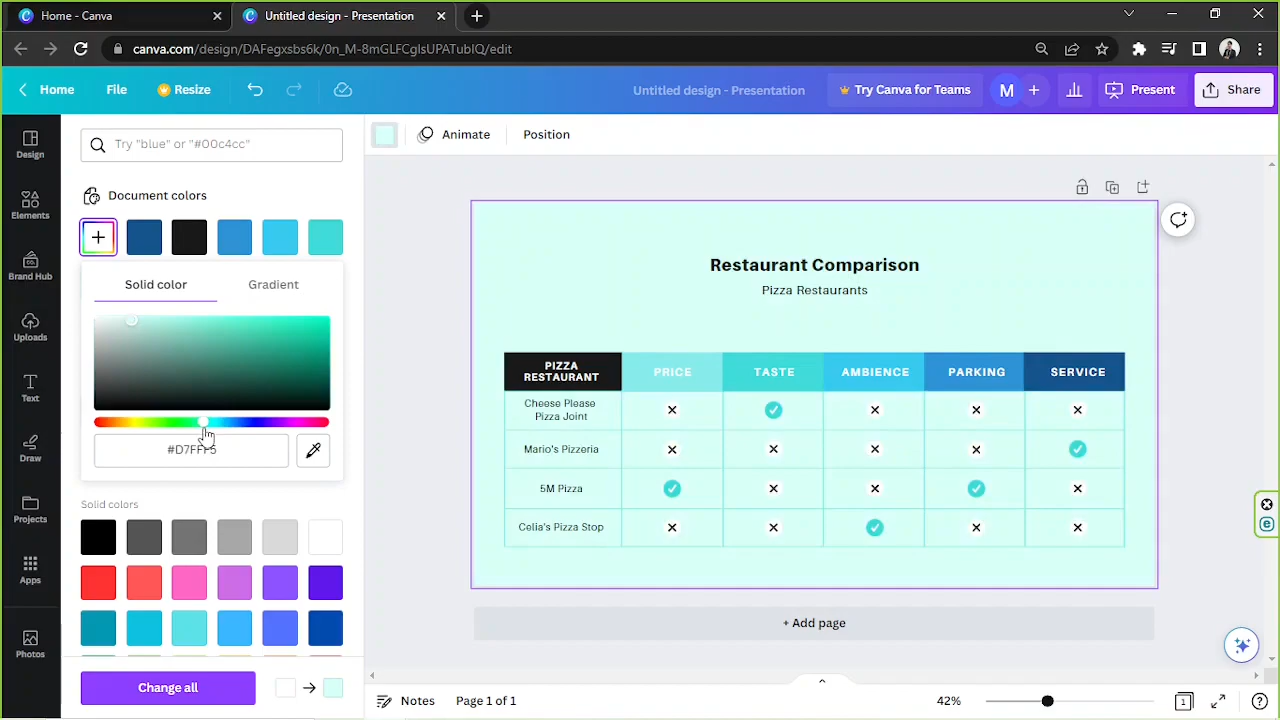 Home - Canva
Untitled design - Presentation
canva.com/design/DAFegxsbs6k/0n_M-8mGLFCglsUPATubIQ/edit
Home
File
Resize
Untitled design - Presentation
Try Canva for Teams
M
Present
Share
Design
Elements
Brand Hub
Uploads
Text
Draw
Projects
Apps
Photos
Try "blue" or "#00c4cc"
Document colors
Solid color
Gradient
Solid colors
Change all
Animate
Position
Restaurant Comparison
Pizza Restaurants
PIZZA
RESTAURANT
PRICE
TASTE
AMBIENCE
PARKING
SERVICE
Cheese Please
Pizza Joint
Mario's Pizzeria
5M Pizza
Celia's Pizza Stop
+ Add page
Notes
Page 1 of 1
42%
1